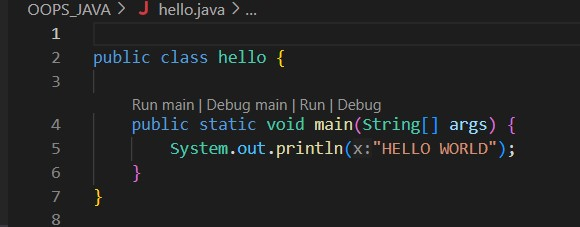 OOPS_JAVA > J hello.java > ...
1
2 public class hello {
3
Run main | Debug main | Run | Debug
4 public static void main(String[] args) {
5 System.out.println(x:"HELLO WORLD");
6 }
7 }
8